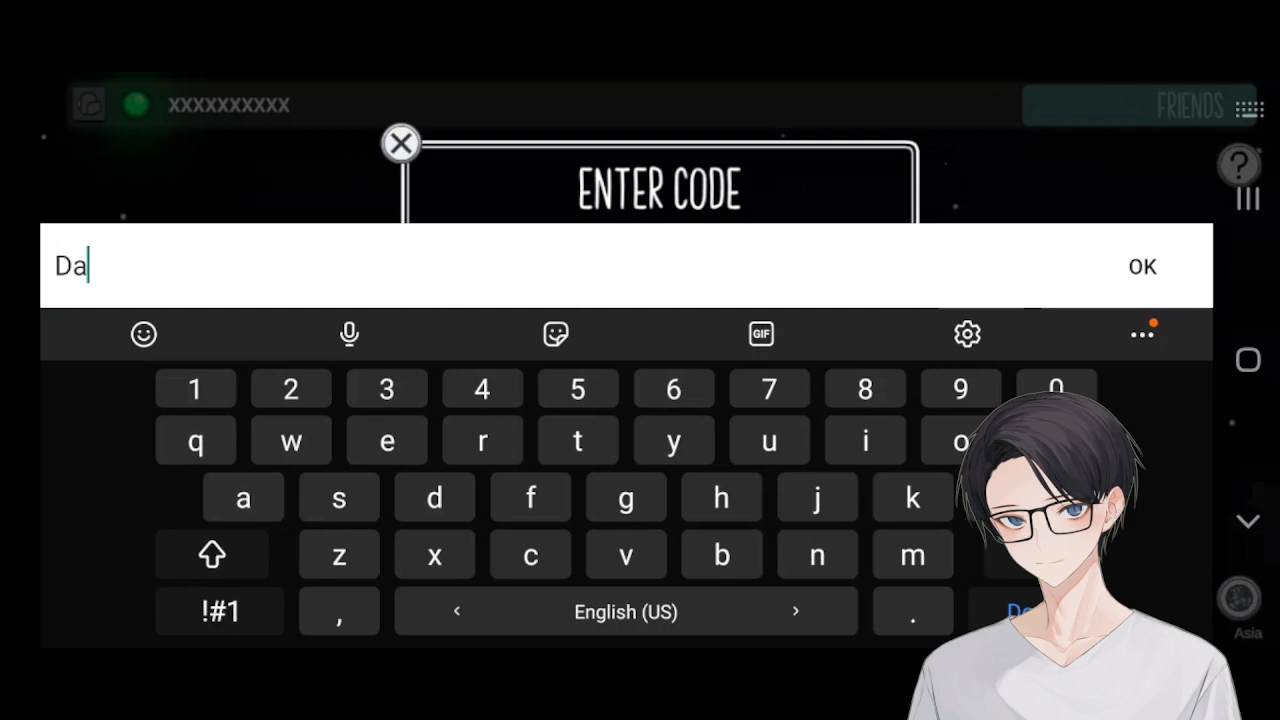 XXXXXXXXXX
FRIENDS
ENTER CODE
?
Da
OK
GIF
1 2 3 4 5 6 7 8 9 0
q w e r t y u i o
a s d f g h j k
z x c v b n m
!#1 , < English (US) > .
Asia